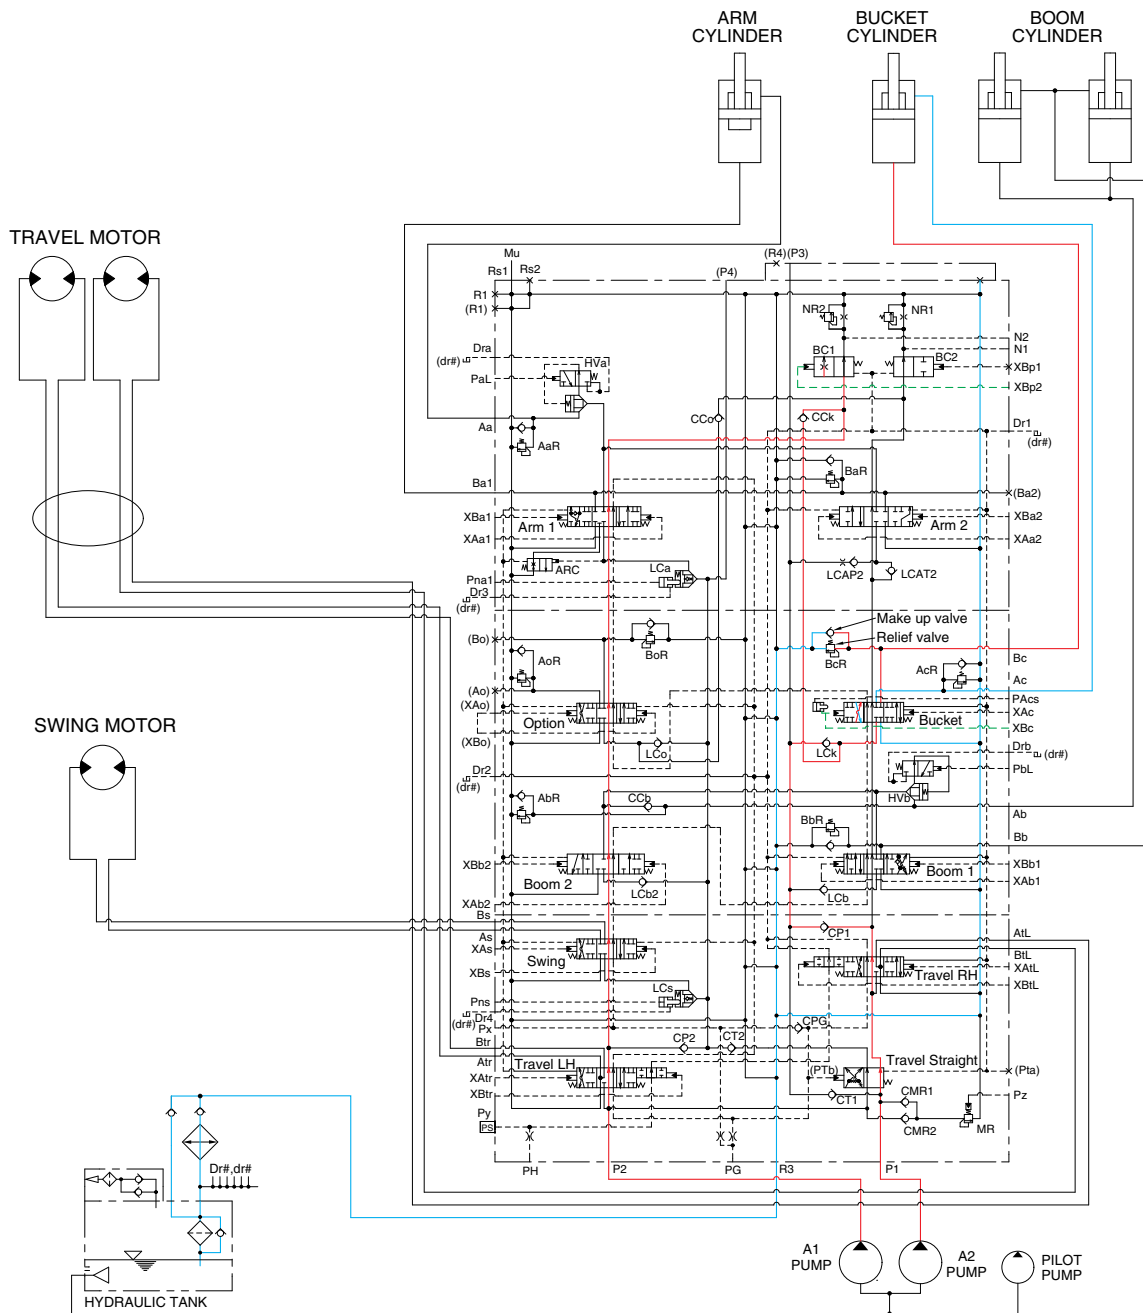 ARM CYLINDER
BUCKET CYLINDER
BOOM CYLINDER
TRAVEL MOTOR
Mu
Rs1
Rs2
(P4)
(R4)
(P3)
R1
(R1)
NR2
NR1
N2
N1
Dra
(dr#)
HVa
BC1
BC2
XBp1
PaL
XBp2
CCo
CCk
Aa
AaR
Dr1
(dr#)
BaR
Ba1
(Ba2)
XBa1
Arm 1
Arm 2
XBa2
XAa1
XAa2
ARC
LCa
LCAP2
LCAT2
Pna1
Dr3
(dr#)
Make up valve
Relief valve
(Bo)
BoR
BcR
Bc
AoR
AcR
Ac
(Ao)
PAcs
(XAo)
XAc
SWING MOTOR
Option
Bucket
XBc
(XBo)
LCo
LCk
Drb
(dr#)
Dr2
(dr#)
PbL
HVb
AbR
CCb
Ab
BbR
Bb
XBb2
XBb1
Boom 2
Boom 1
XAb1
LCb2
LCb
XAb2
Bs
CP1
AtL
As
XAs
BtL
Swing
Travel RH
XAtL
XBs
XBtL
LCs
Pns
(dr#)
Dr4
Px
CPG
Btr
CP2
CT2
Atr
Travel LH
(PTb)
Travel Straight
(Pta)
XAtr
XBtr
CT1
CMR1
Pz
Py
PS
CMR2
MR
PH
P2
PG
R3
P1
Dr#,dr#
A1 PUMP
A2 PUMP
PILOT PUMP
HYDRAULIC TANK